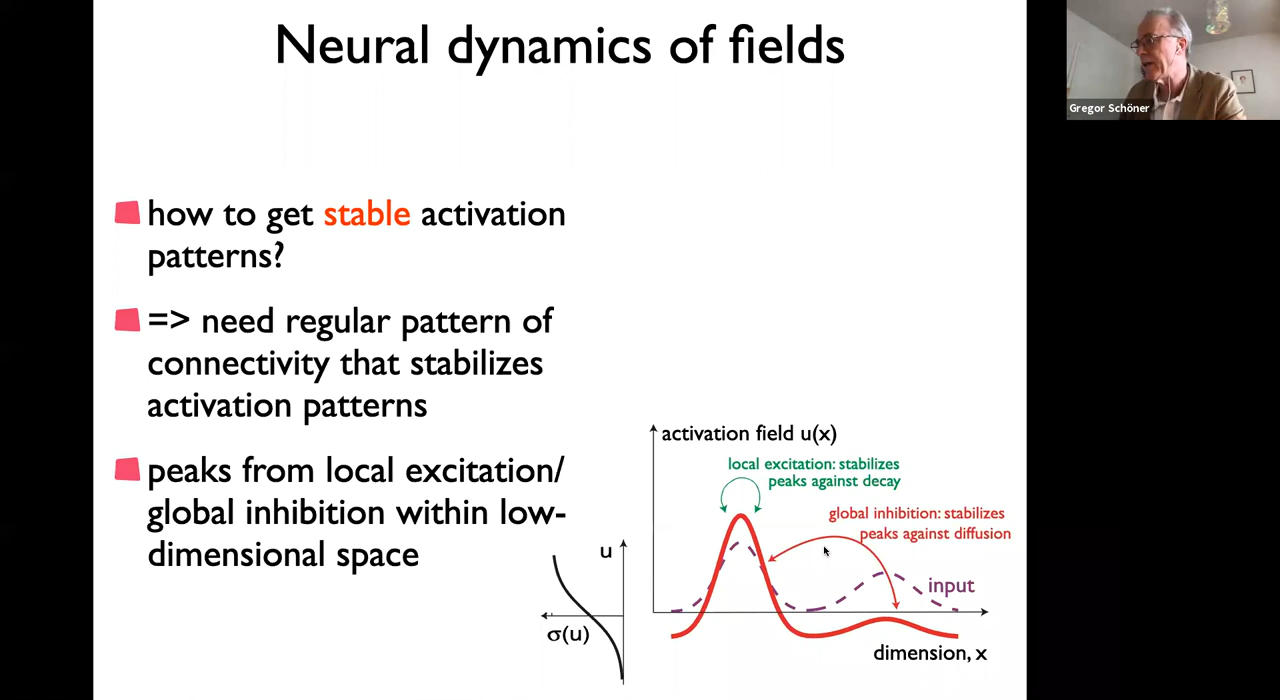 Neural dynamics of fields
Gregor Schöner
how to get stable activation
patterns?
=> need regular pattern of
connectivity that stabilizes
activation patterns
peaks from local excitation/
global inhibition within low-
dimensional space
activation field u(x)
local excitation: stabilizes
peaks against decay
global inhibition: stabilizes
peaks against diffusion
input
dimension, x
u
σ(u)